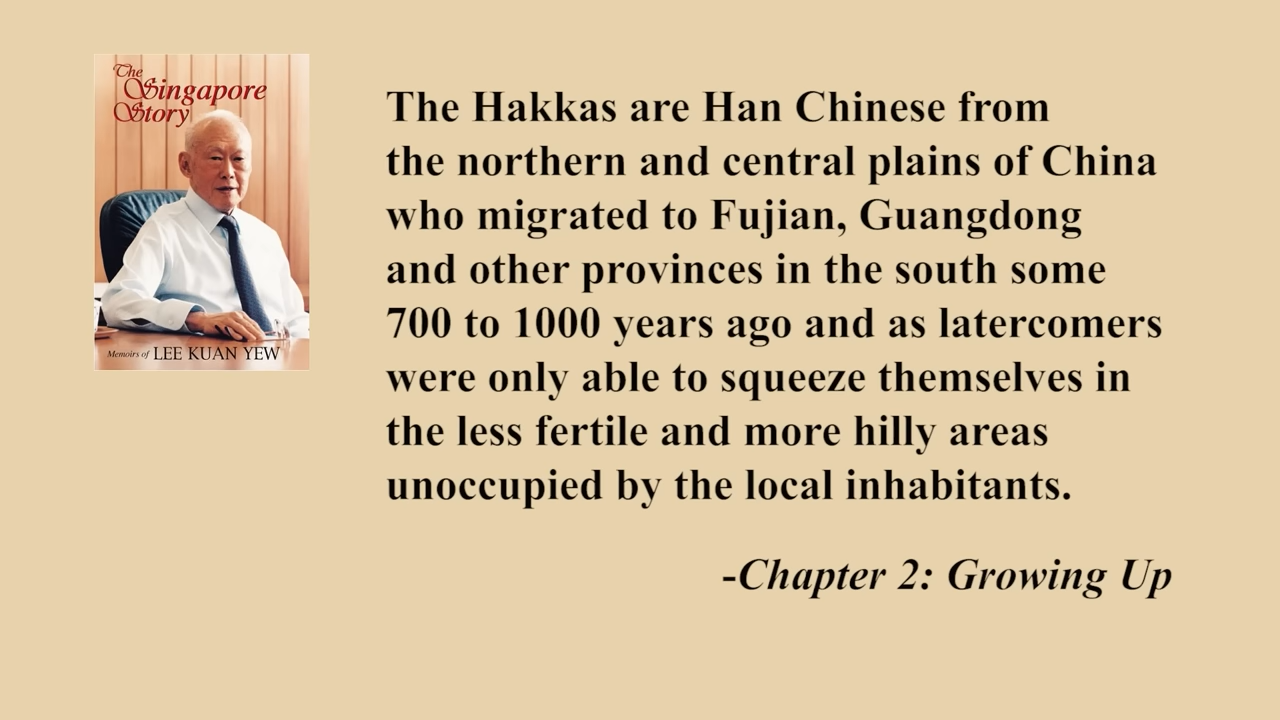 The
Singapore
Story
Memoirs of LEE KUAN YEW
The Hakkas are Han Chinese from
the northern and central plains of China
who migrated to Fujian, Guangdong
and other provinces in the south some
700 to 1000 years ago and as latercomers
were only able to squeeze themselves in
the less fertile and more hilly areas
unoccupied by the local inhabitants.
-Chapter 2: Growing Up